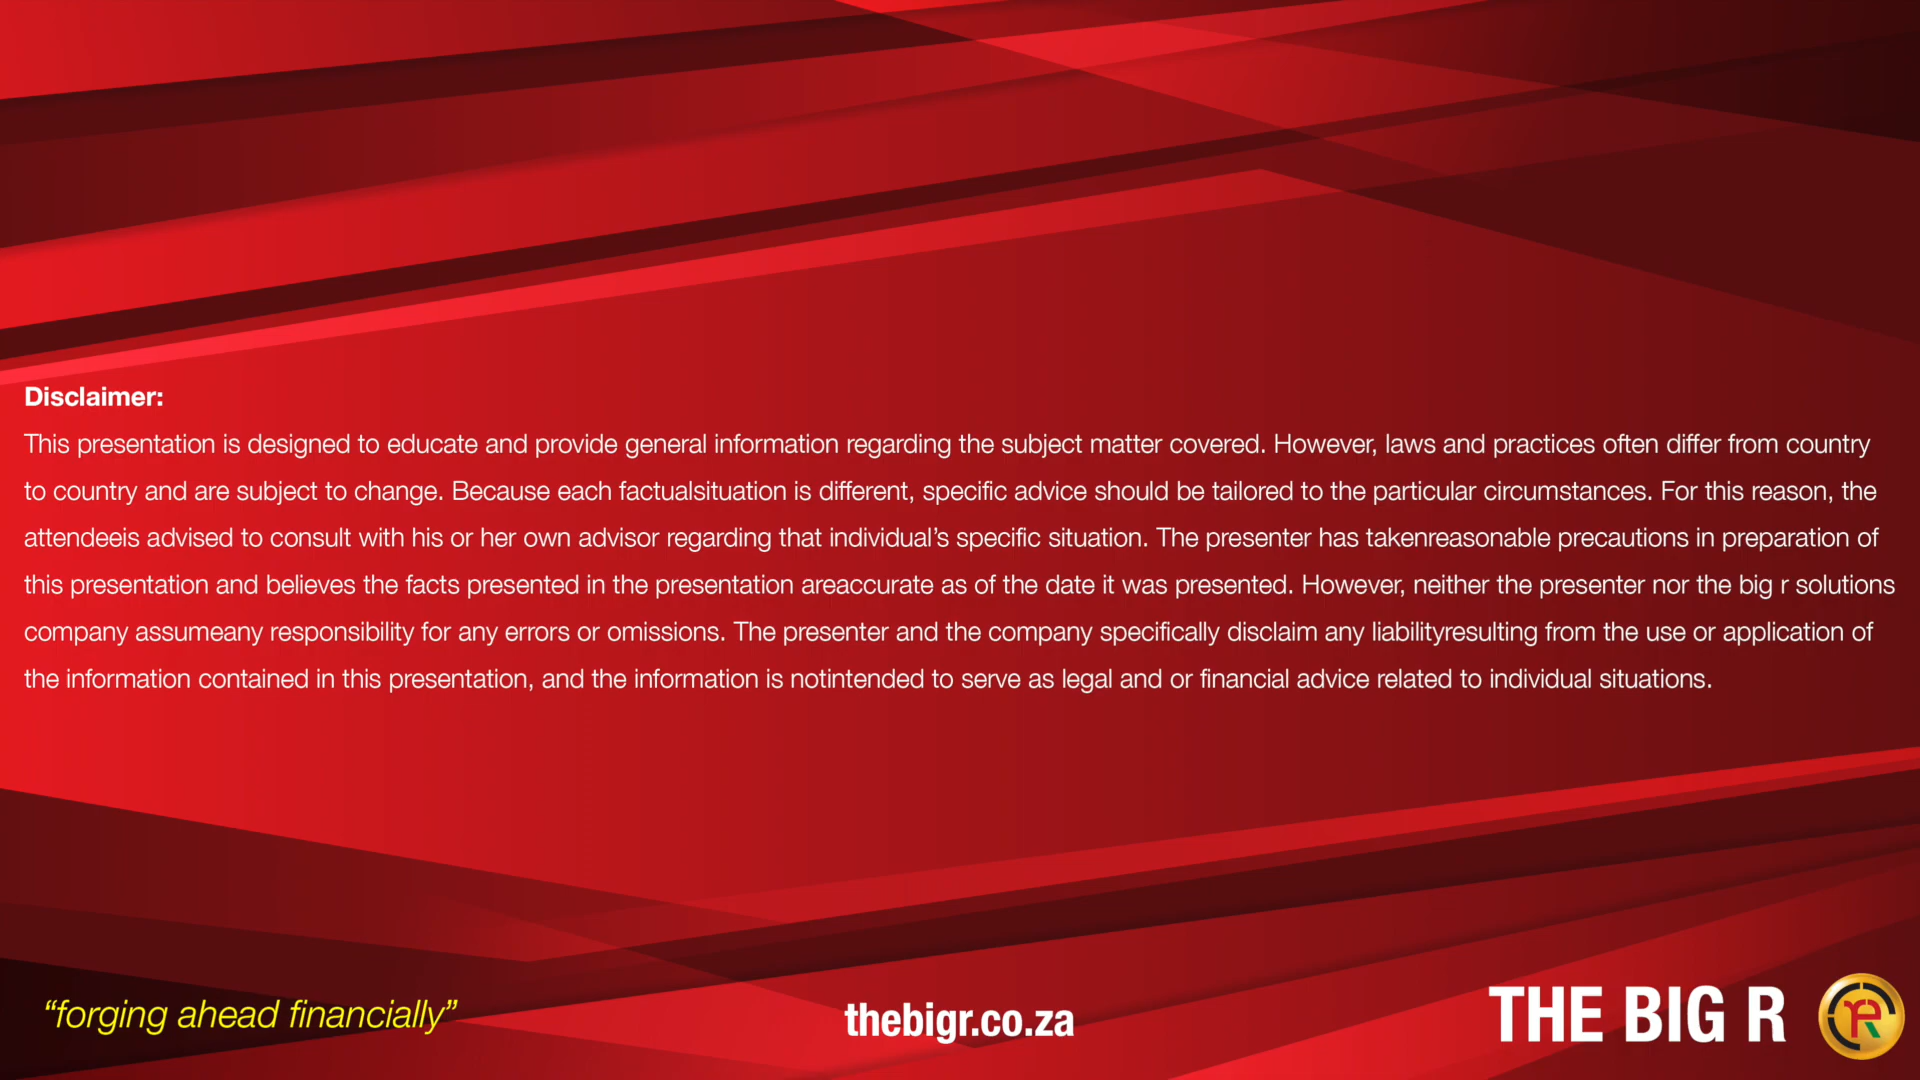 Disclaimer:
This presentation is designed to educate and provide general information regarding the subject matter covered. However, laws and practices often differ from country
to country and are subject to change. Because each factualsituation is different, specific advice should be tailored to the particular circumstances. For this reason, the
attendeeis advised to consult with his or her own advisor regarding that individual’s specific situation. The presenter has takenreasonable precautions in preparation of
this presentation and believes the facts presented in the presentation areaccurate as of the date it was presented. However, neither the presenter nor the big r solutions
company assumeany responsibility for any errors or omissions. The presenter and the company specifically disclaim any liabilityresulting from the use or application of
the information contained in this presentation, and the information is notintended to serve as legal and or financial advice related to individual situations.
“forging ahead financially”
thebigr.co.za
THE BIG R